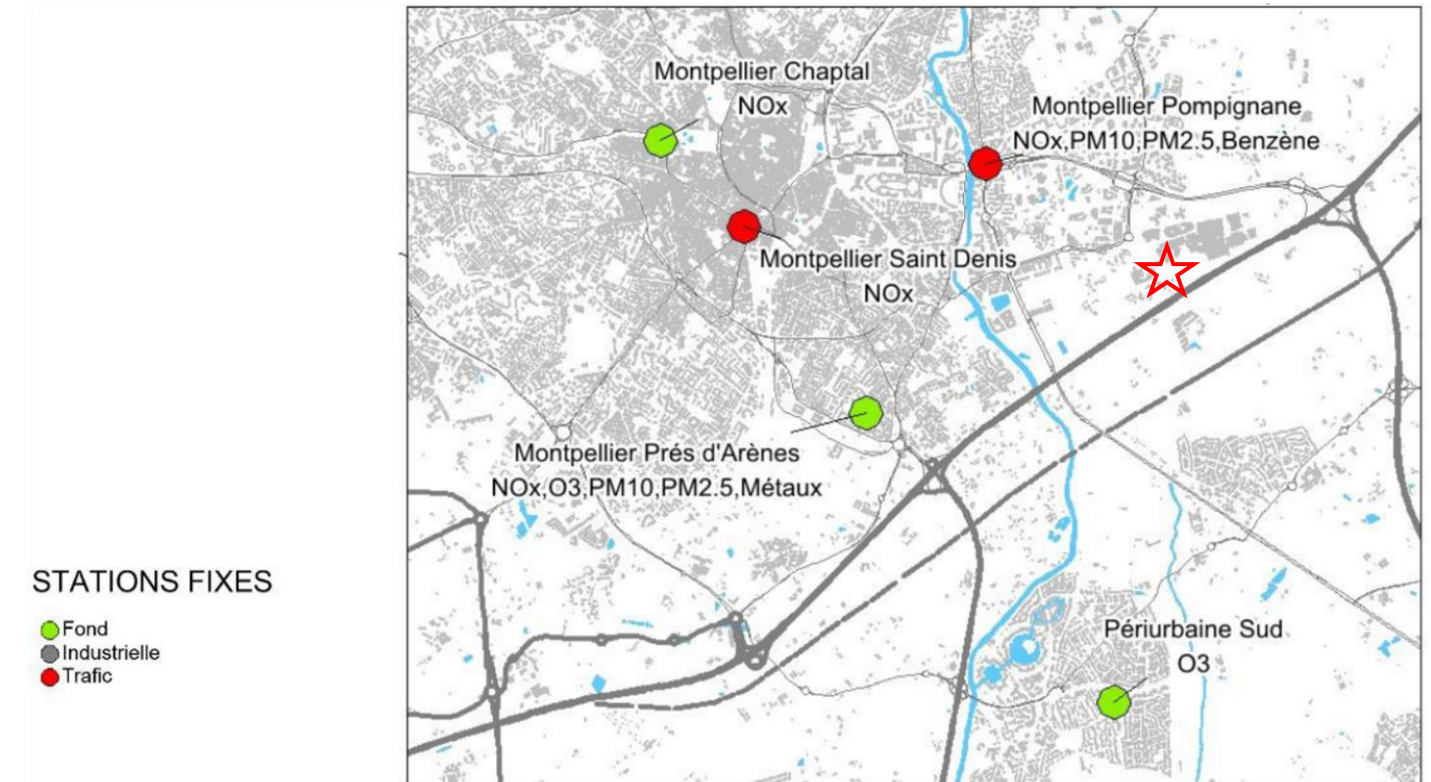 Montpellier Chaptal
NOx
Montpellier Pompignane
NOx,PM10,PM2.5,Benzène
Montpellier Saint Denis
NOx
Montpellier Prés d'Arènes
NOx,O3,PM10,PM2.5,Métaux
STATIONS FIXES
Fond
Industrielle
Trafic
Périurbaine Sud
O3